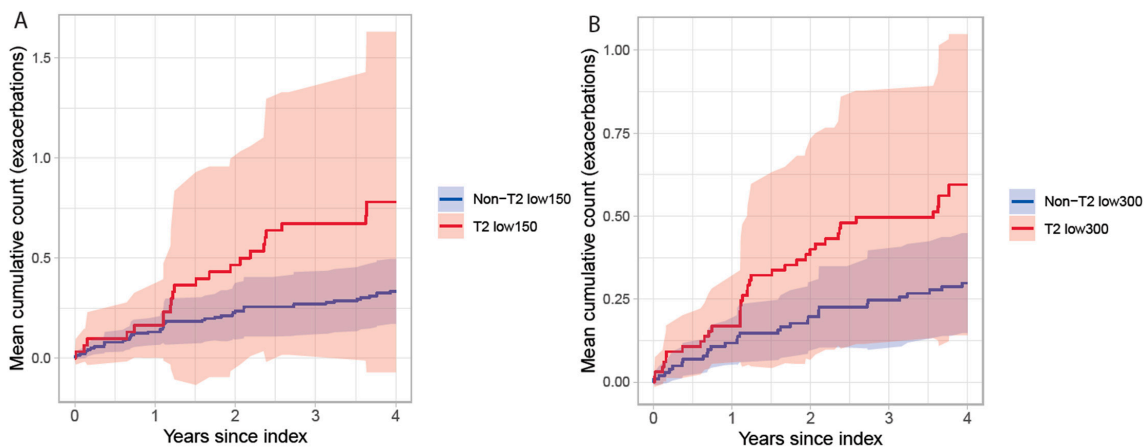 A
Mean cumulative count (exacerbations)
1.5
1.0
0.5
0.0
0 1 2 3 4
Years since index
Non-T2 low150
T2 low150
B
Mean cumulative count (exacerbations)
1.00
0.75
0.50
0.25
0.00
0 1 2 3 4
Years since index
Non-T2 low300
T2 low300